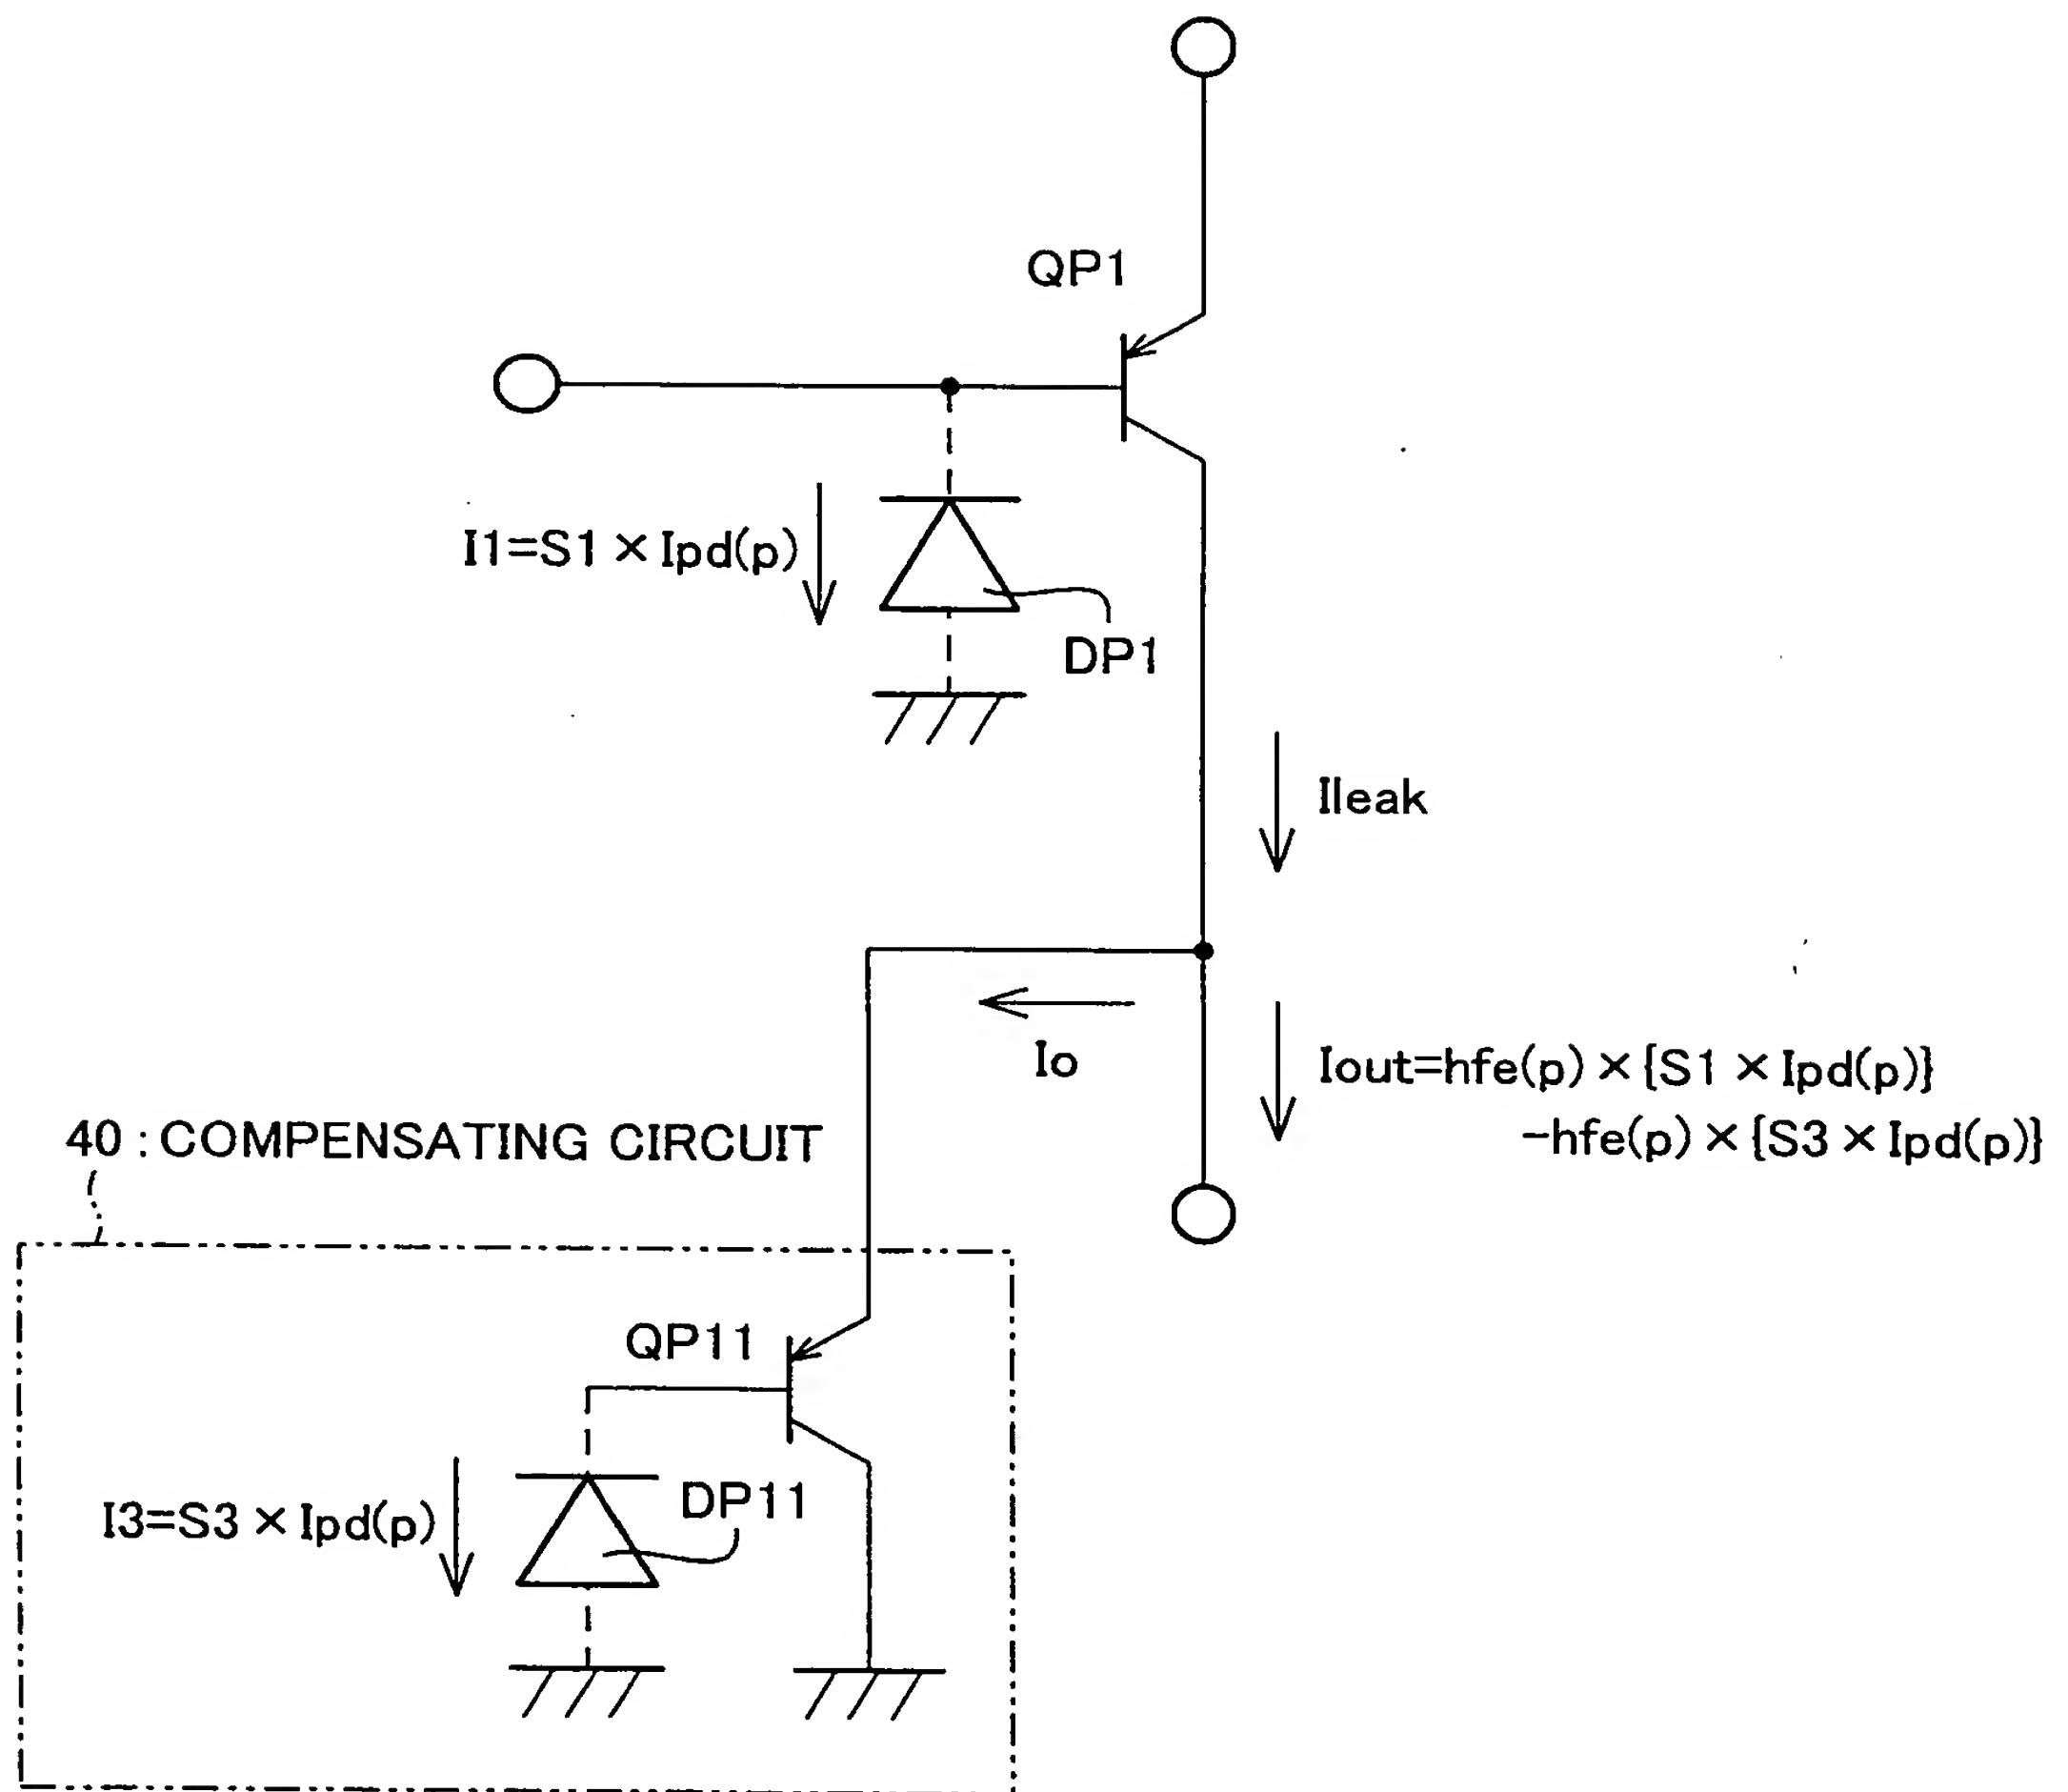 QP1
I1=S1×Ipd(p)
DP1
Ileak
Io
Iout=hfe(p)×{S1×Ipd(p)}
-hfe(p)×{S3×Ipd(p)}
40 : COMPENSATING CIRCUIT
QP11
DP11
I3=S3×Ipd(p)